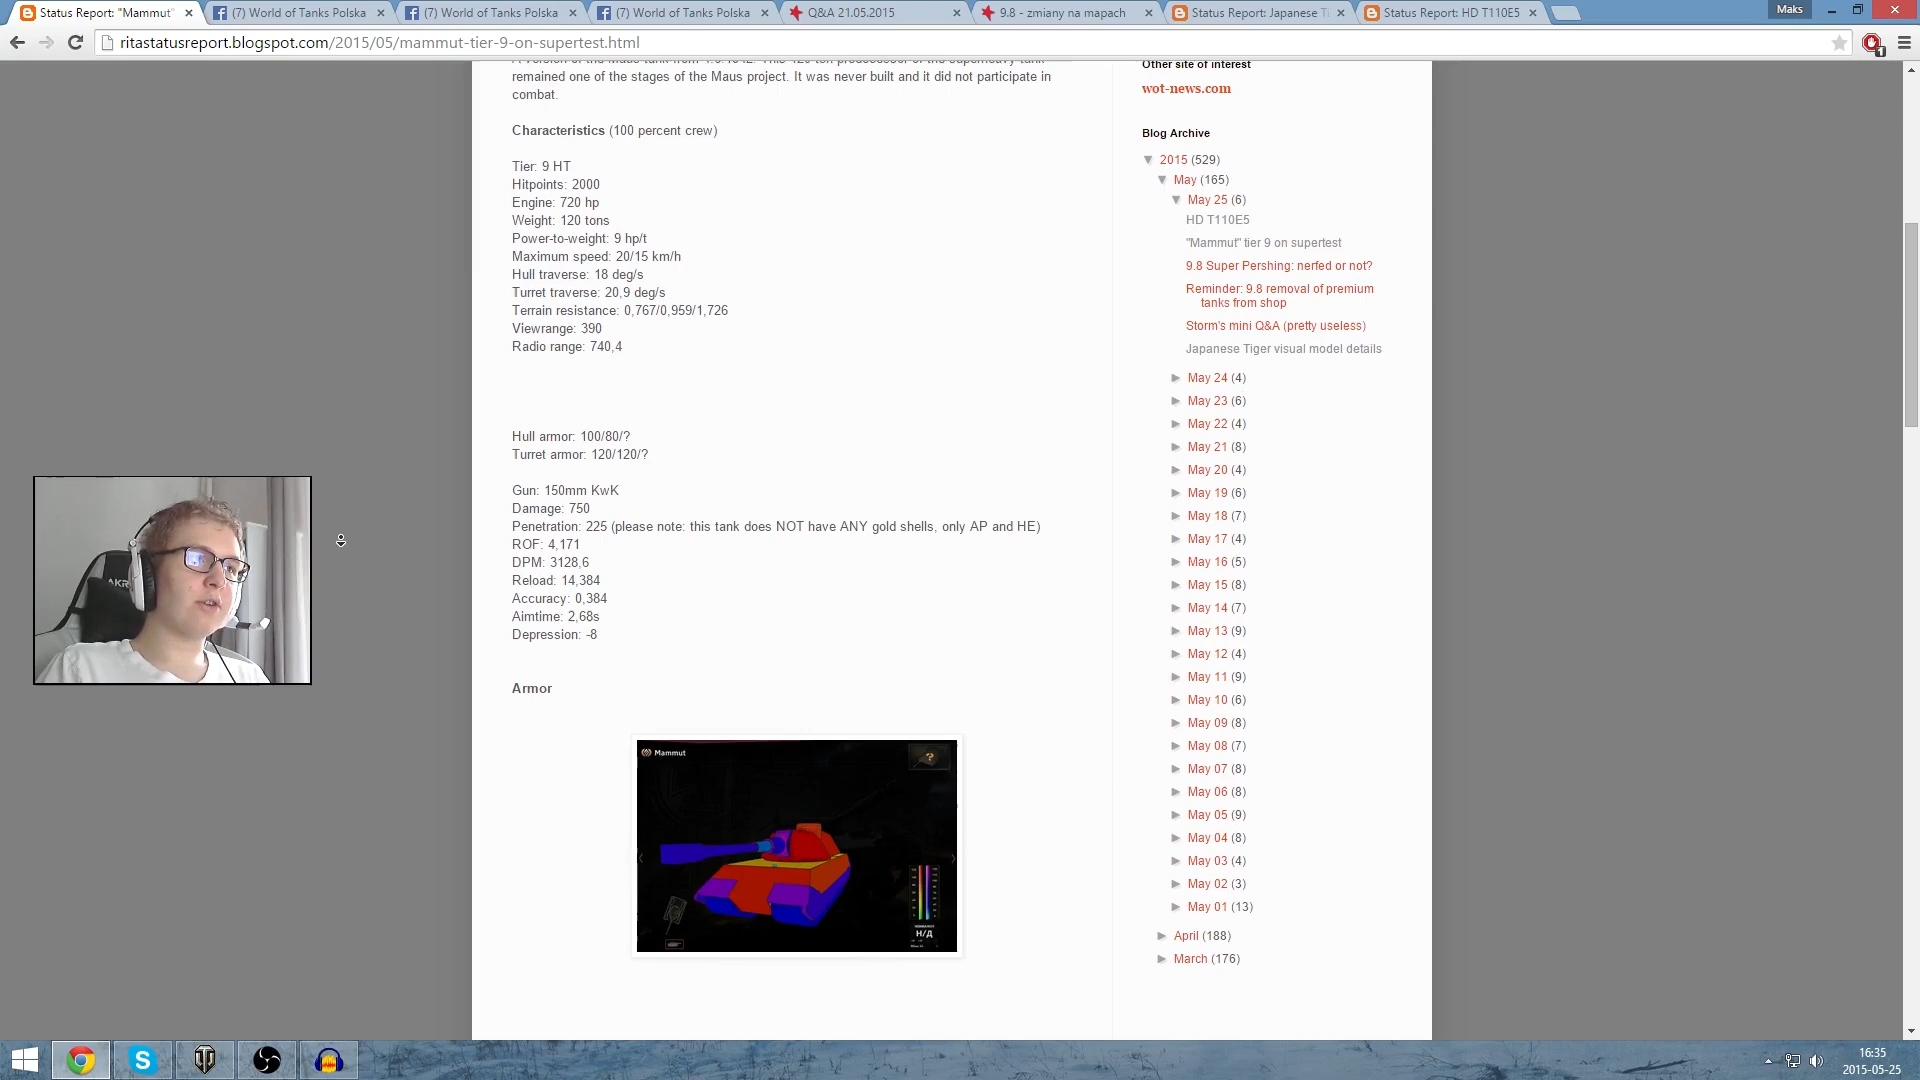 Status Report: "Mammut"
(7) World of Tanks Polska
(7) World of Tanks Polska
(7) World of Tanks Polska
Q&A 21.05.2015
9.8 - zmiany na mapach
Status Report: Japanese Ti
Status Report: HD T110E5
Maks
ritastatusreport.blogspot.com/2015/05/mammut-tier-9-on-supertest.html
1
remained one of the stages of the Maus project. It was never built and it did not participate in
combat.
Characteristics (100 percent crew)
Tier: 9 HT
Hitpoints: 2000
Engine: 720 hp
Weight: 120 tons
Power-to-weight: 9 hp/t
Maximum speed: 20/15 km/h
Hull traverse: 18 deg/s
Turret traverse: 20,9 deg/s
Terrain resistance: 0,767/0,959/1,726
Viewrange: 390
Radio range: 740,4
Hull armor: 100/80/?
Turret armor: 120/120/?
Gun: 150mm KwK
Damage: 750
Penetration: 225 (please note: this tank does NOT have ANY gold shells, only AP and HE)
ROF: 4,171
DPM: 3128,6
Reload: 14,384
Accuracy: 0,384
Aimtime: 2,68s
Depression: -8
Armor
Mammut
?
Н/Д
AKR
Other site of interest
wot-news.com
Blog Archive
▼ 2015 (529)
▼ May (165)
▼ May 25 (6)
HD T110E5
"Mammut" tier 9 on supertest
9.8 Super Pershing: nerfed or not?
Reminder: 9.8 removal of premium
tanks from shop
Storm's mini Q&A (pretty useless)
Japanese Tiger visual model details
► May 24 (4)
► May 23 (6)
► May 22 (4)
► May 21 (8)
► May 20 (4)
► May 19 (6)
► May 18 (7)
► May 17 (4)
► May 16 (5)
► May 15 (8)
► May 14 (7)
► May 13 (9)
► May 12 (4)
► May 11 (9)
► May 10 (6)
► May 09 (8)
► May 08 (7)
► May 07 (8)
► May 06 (8)
► May 05 (9)
► May 04 (8)
► May 03 (4)
► May 02 (3)
► May 01 (13)
► April (188)
► March (176)
16:35
2015-05-25